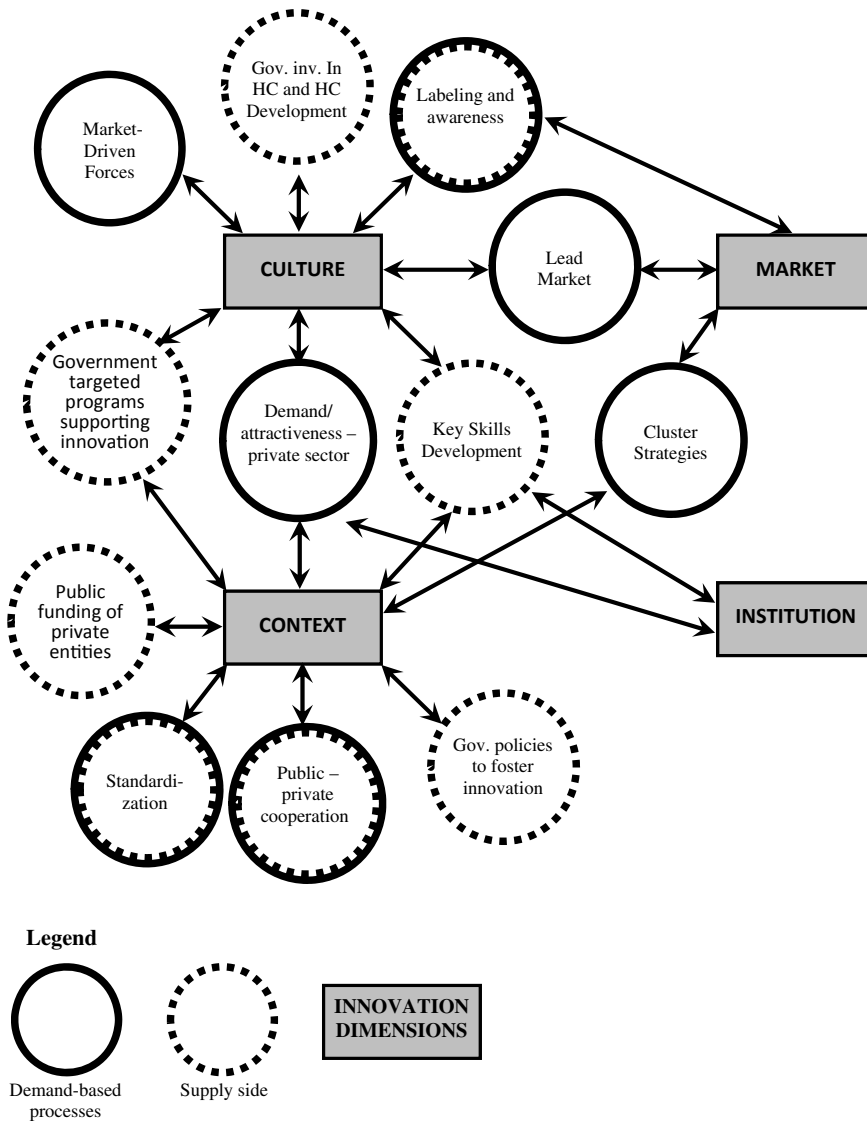 Gov. inv. In
HC and HC
Development
Labeling and
awareness
Market-
Driven
Forces
CULTURE
Lead
Market
MARKET
Government
targeted
programs
supporting
innovation
Demand/
attractiveness –
private sector
Key Skills
Development
Cluster
Strategies
Public
funding of
private
entities
CONTEXT
INSTITUTION
Standardi-
zation
Public –
private
cooperation
Gov. policies
to foster
innovation
Legend
INNOVATION
DIMENSIONS
Demand-based
processes
Supply side